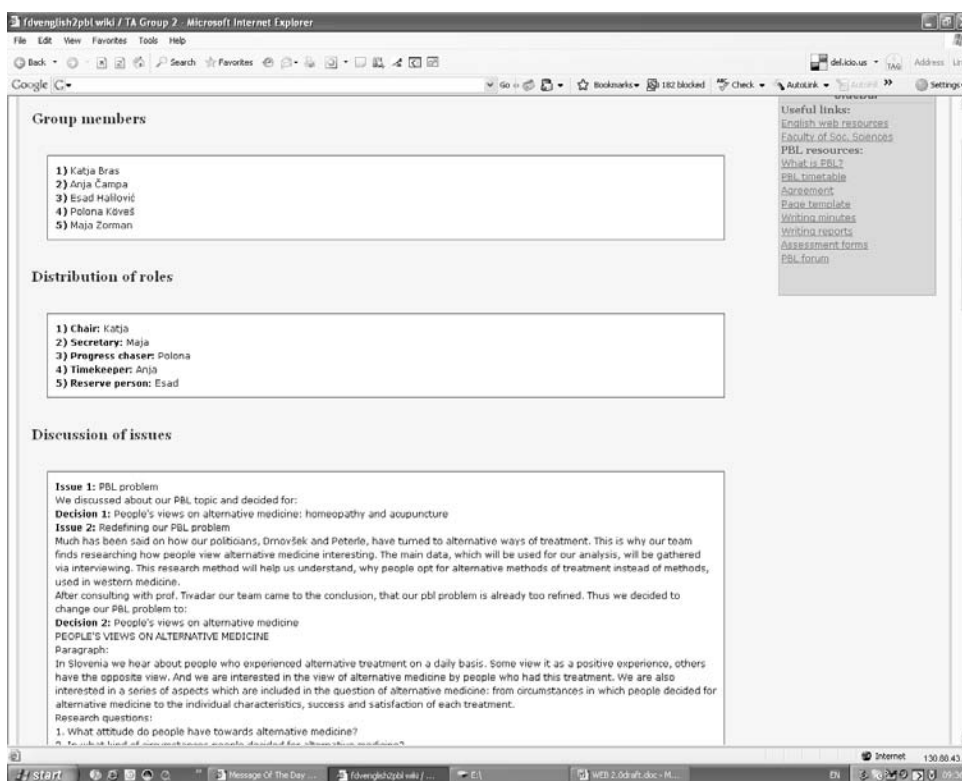 fdvenglish2pbl wiki / TA Group 2 - Microsoft Internet Explorer
File Edit View Favorites Tools Help
Back Search Favorites del.icio.us TAG Address
Google G Go Bookmarks 182 blocked Check AutoLink Settings
Group members
1) Katja Bras
2) Anja Čampa
3) Esad Halilović
4) Polona Koveš
5) Maja Zorman
Distribution of roles
1) Chair: Katja
2) Secretary: Maja
3) Progress chaser: Polona
4) Timekeeper: Anja
5) Reserve person: Esad
Discussion of issues
Issue 1: PBL problem
We discussed about our PBL topic and decided for:
Decision 1: People's views on alternative medicine: homeopathy and acupuncture
Issue 2: Redefining our PBL problem
Much has been said on how our politicians, Drnovšek and Peterle, have turned to alternative ways of treatment. This is why our team
finds researching how people view alternative medicine interesting. The main data, which will be used for our analysis, will be gathered
via interviewing. This research method will help us understand, why people opt for alternative methods of treatment instead of methods,
used in western medicine.
After consulting with prof. Tivadar our team came to the conclusion, that our pbl problem is already too refined. Thus we decided to
change our PBL problem to:
Decision 2: People's views on alternative medicine
PEOPLE'S VIEWS ON ALTERNATIVE MEDICINE
Paragraph:
In Slovenia we hear about people who experienced alternative treatment on a daily basis. Some view it as a positive experience, others
have the opposite view. And we are interested in the view of alternative medicine by people who had this treatment. We are also
interested in a series of aspects which are included in the question of alternative medicine: from circumstances in which people decided for
alternative medicine to the individual characteristics, success and satisfaction of each treatment.
Research questions:
1. What attitude do people have towards alternative medicine?
2. In what kind of circumstances people decided for alternative medicine?
SideBar
Useful links:
English web resources
Faculty of Soc. Sciences
PBL resources:
What is PBL?
PBL timetable
Agreement
Page template
Writing minutes
Writing reports
Assessment forms
PBL forum
Internet 130.80.43
start Message Of The Day ... fdvenglish2pbl wiki / ... E:\ WEB 2.0draft.doc - M... EN